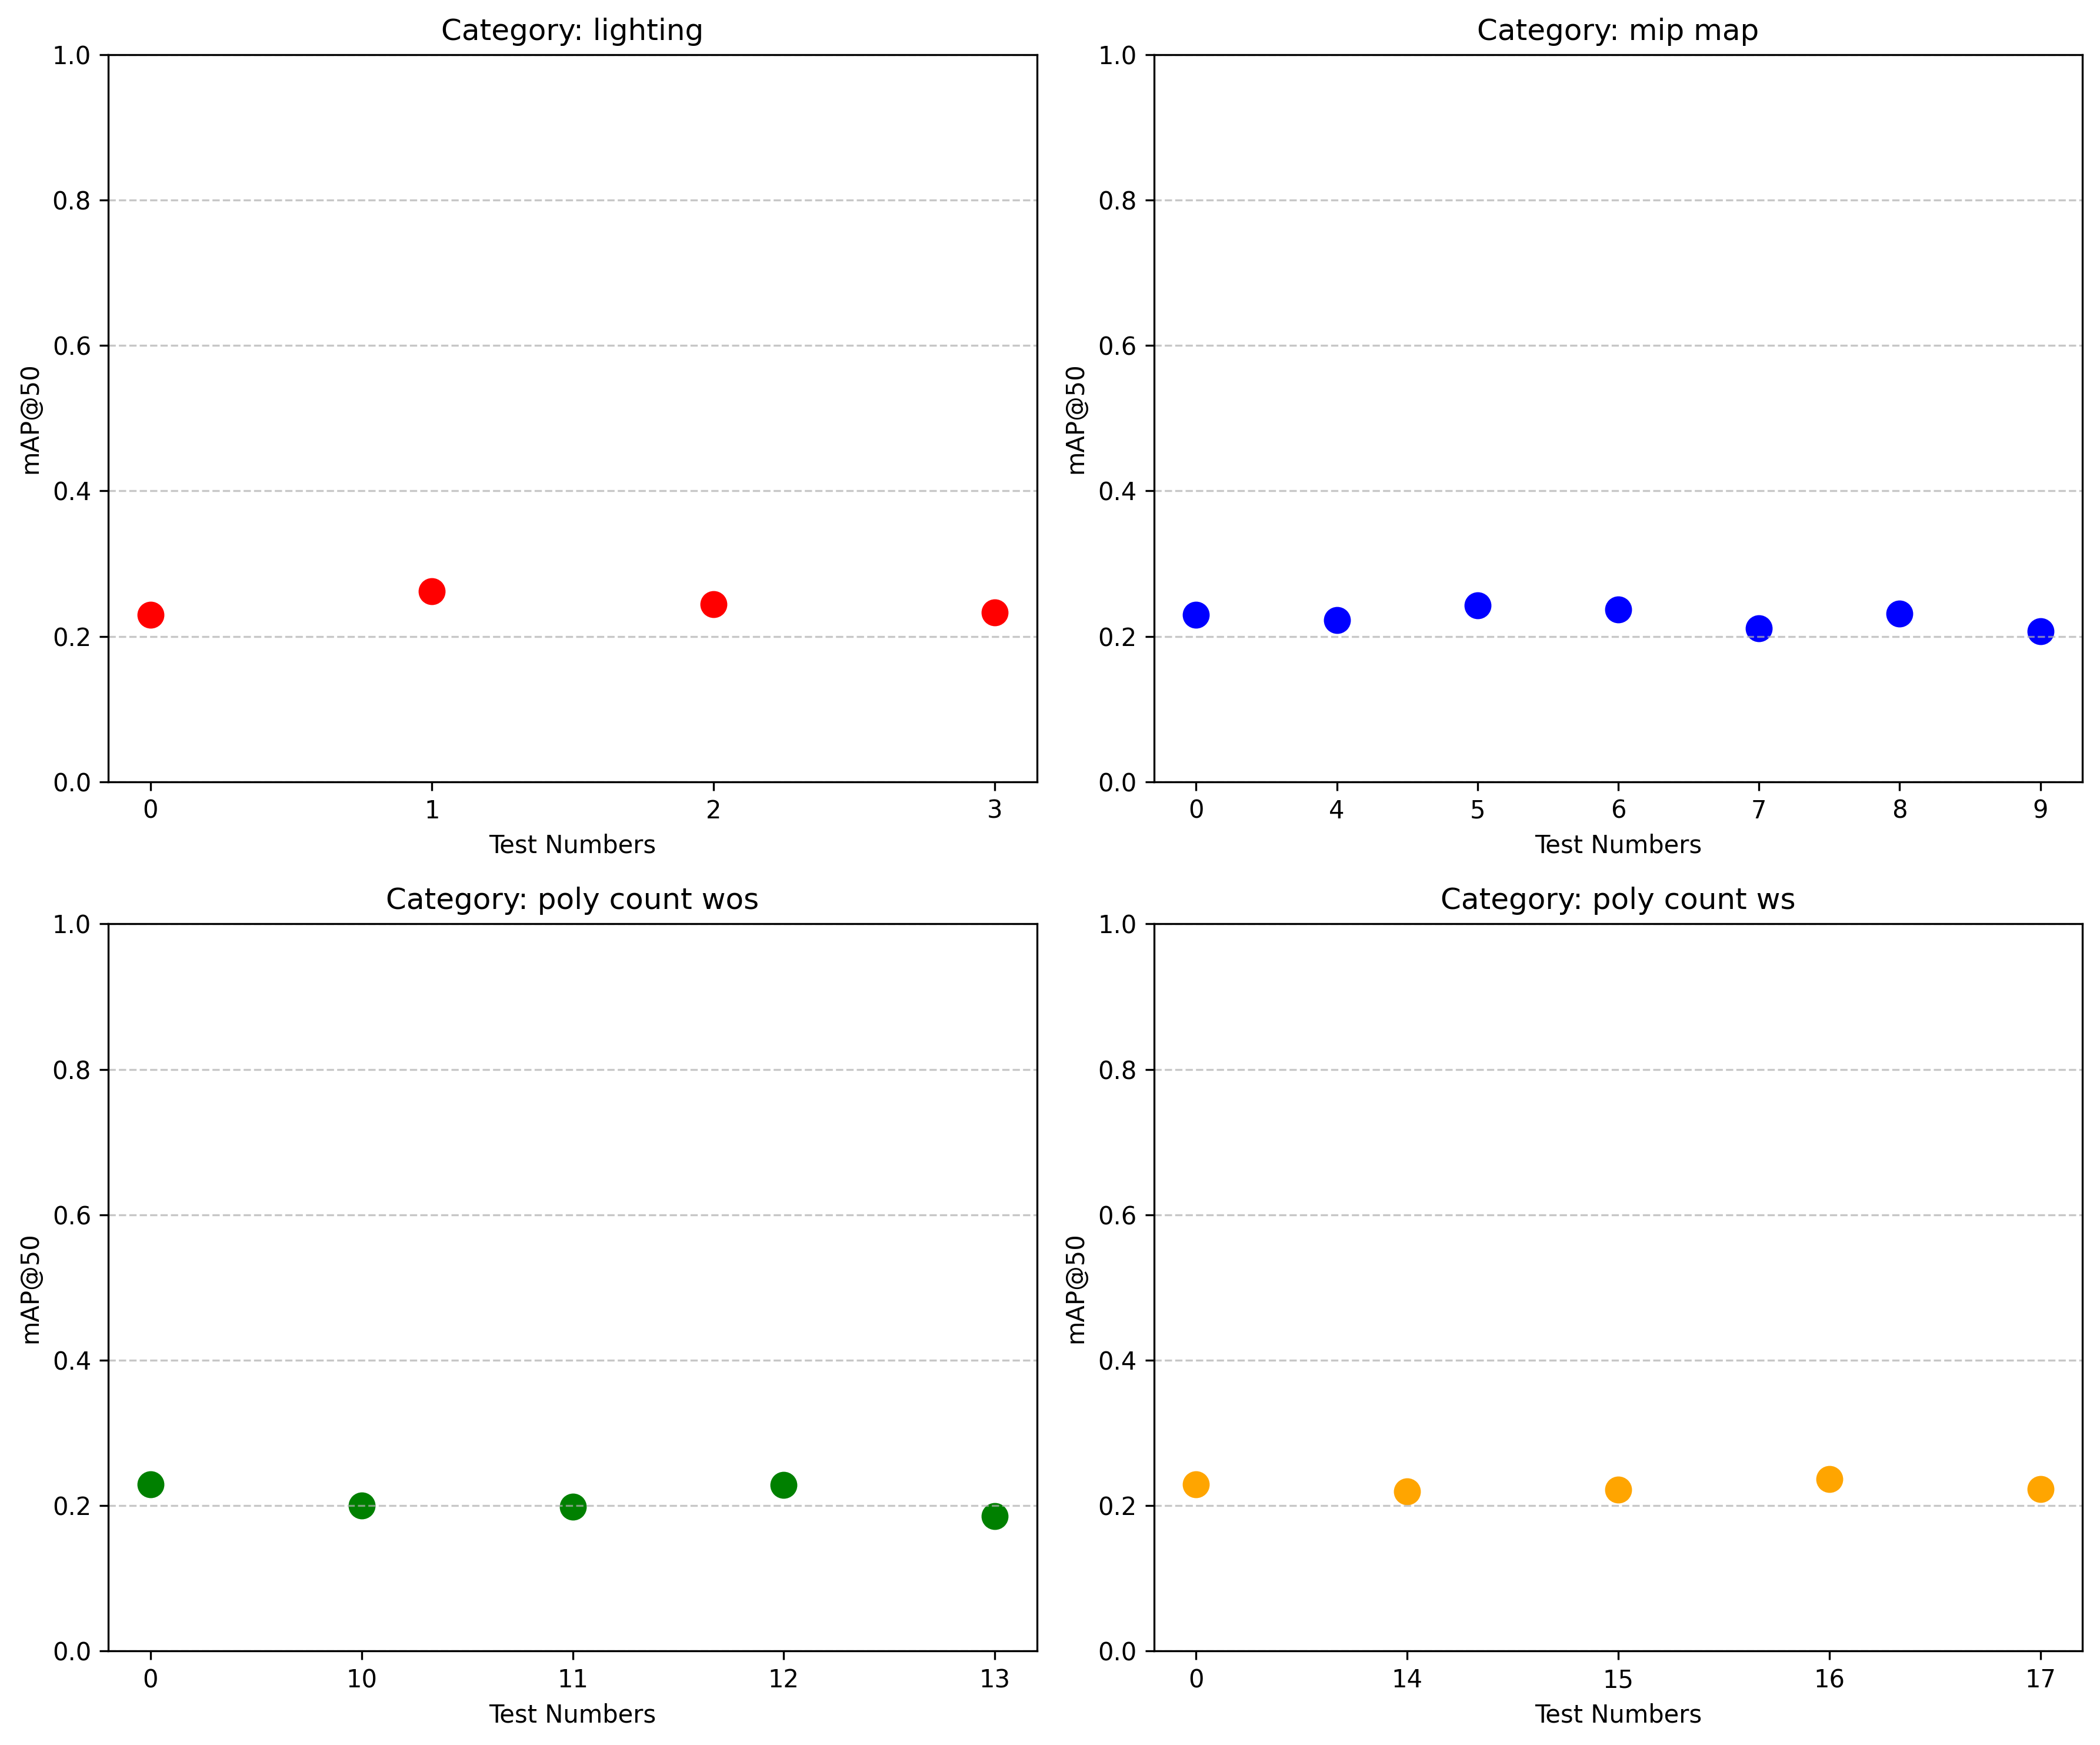 Category: lighting
1.0
0.8
0.6
0.4
0.2
0.0
mAP@50
0 1 2 3
Test Numbers
Category: mip map
1.0
0.8
0.6
0.4
0.2
0.0
mAP@50
0 4 5 6 7 8 9
Test Numbers
Category: poly count wos
1.0
0.8
0.6
0.4
0.2
0.0
mAP@50
0 10 11 12 13
Test Numbers
Category: poly count ws
1.0
0.8
0.6
0.4
0.2
0.0
mAP@50
0 14 15 16 17
Test Numbers